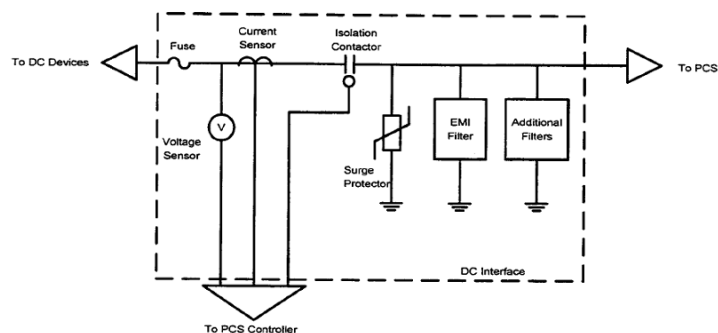 Fuse
Current
Sensor
Isolation
Contactor
To DC Devices
To PCS
V
Voltage
Sensor
EMI
Filter
Additional
Filters
Surge
Protector
DC Interface
To PCS Controller